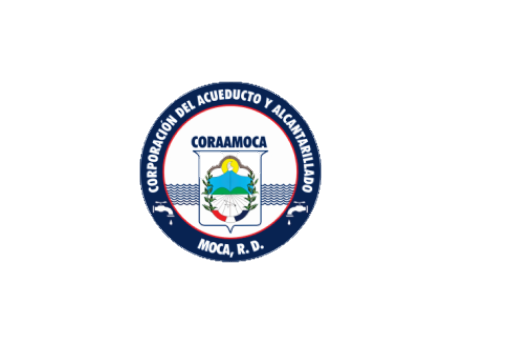 CORPORACIÓN DEL ACUEDUCTO Y ALCANTARILLADO
CORAAMOCA
MOCA, R. D.